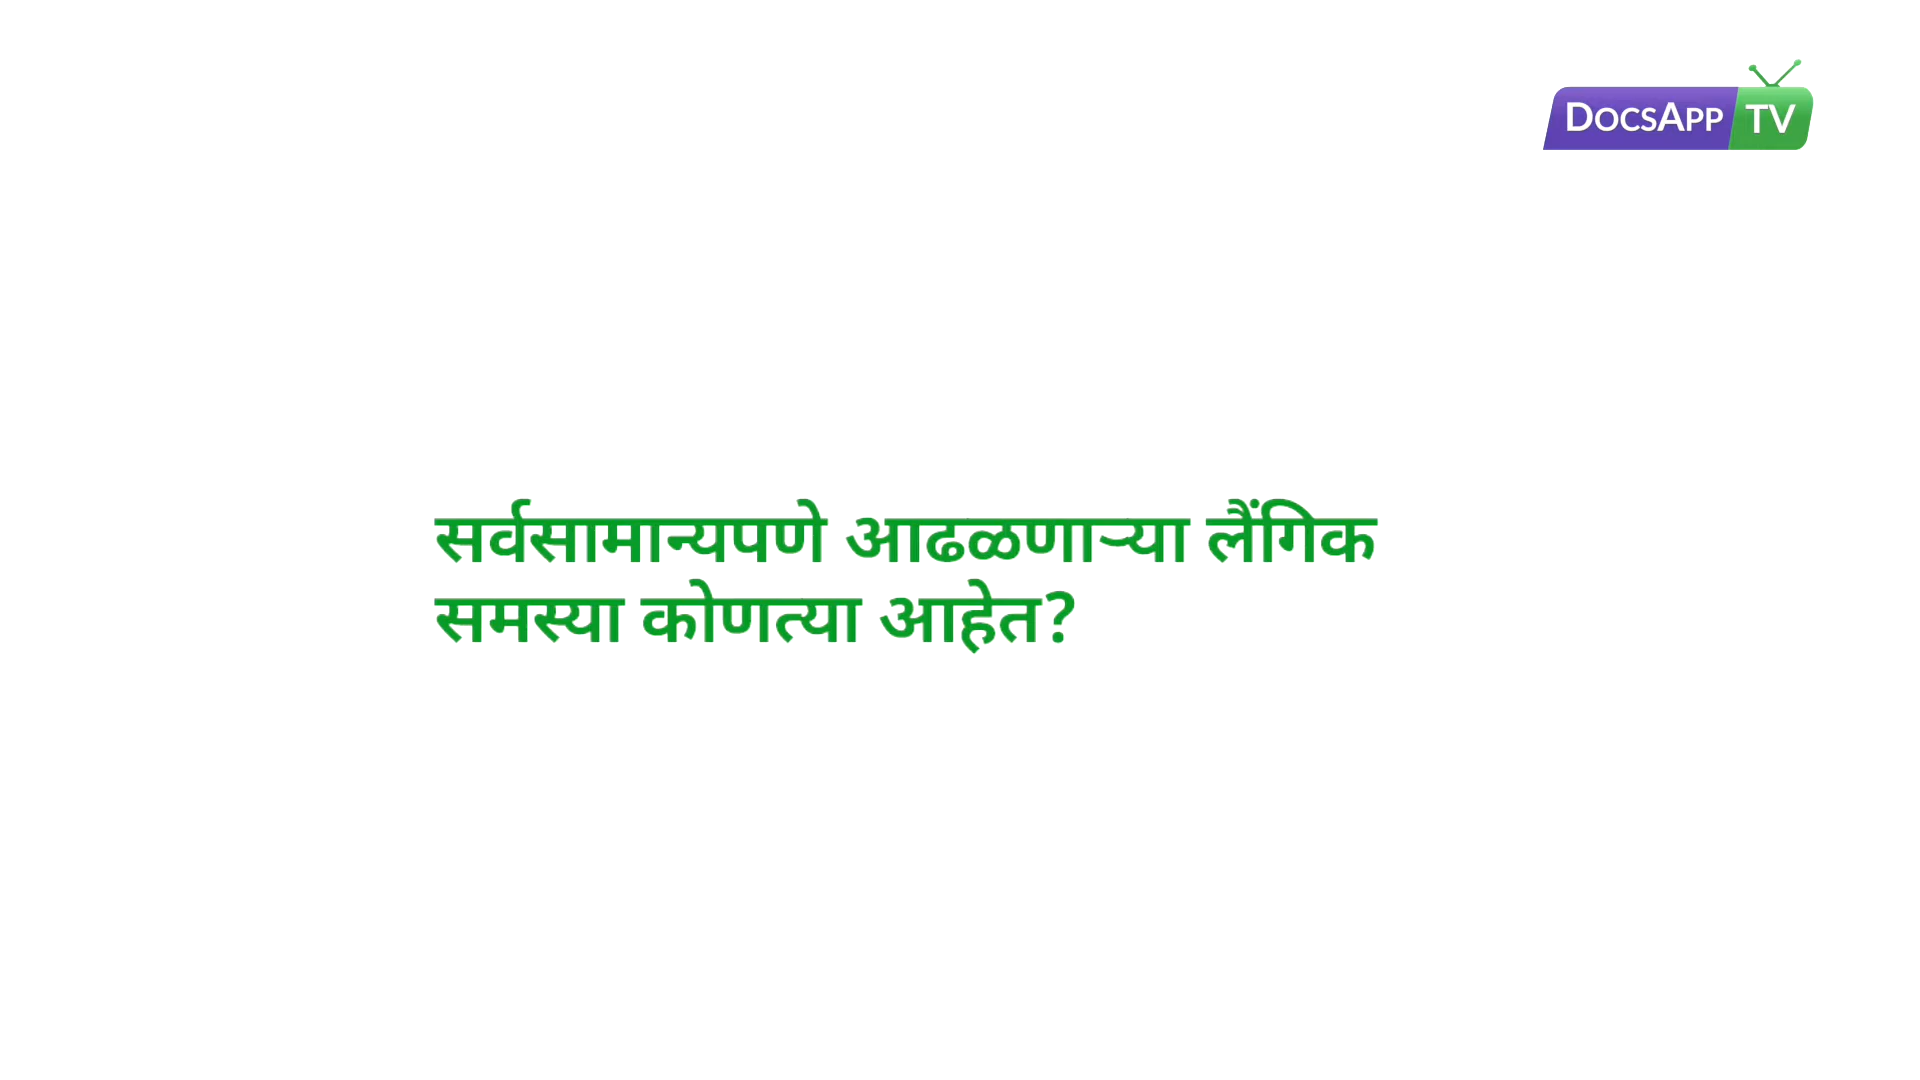 DOCSAPP TV
सर्वसामान्यपणे आढळणाऱ्या लैंगिक
समस्या कोणत्या आहेत?